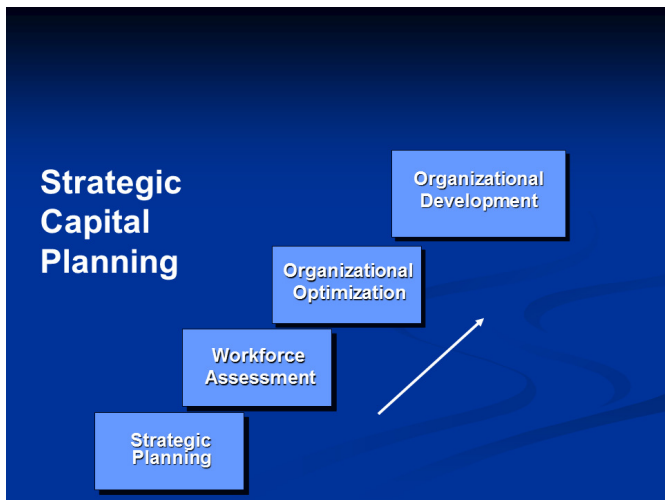 Strategic
Capital
Planning
Organizational
Development
Organizational
Optimization
Workforce
Assessment
Strategic
Planning